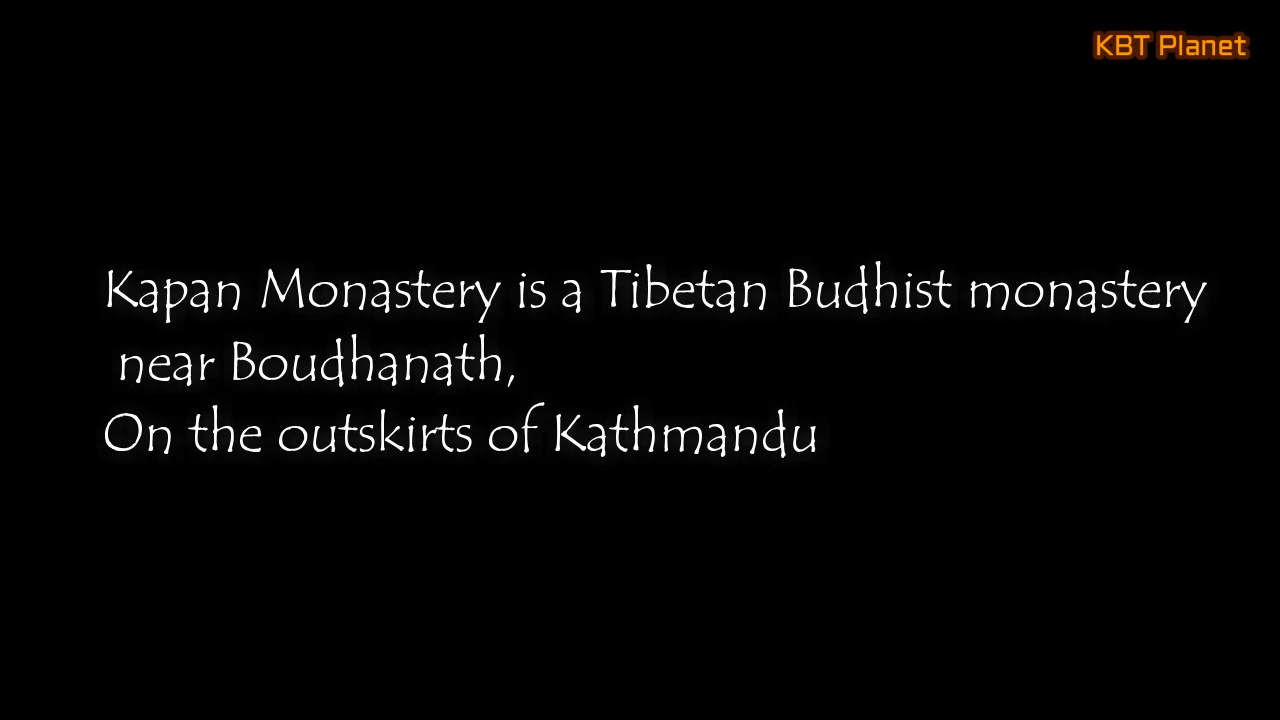 KBT Planet
Kapan Monastery is a Tibetan Budhist monastery
near Boudhanath,
On the outskirts of Kathmandu